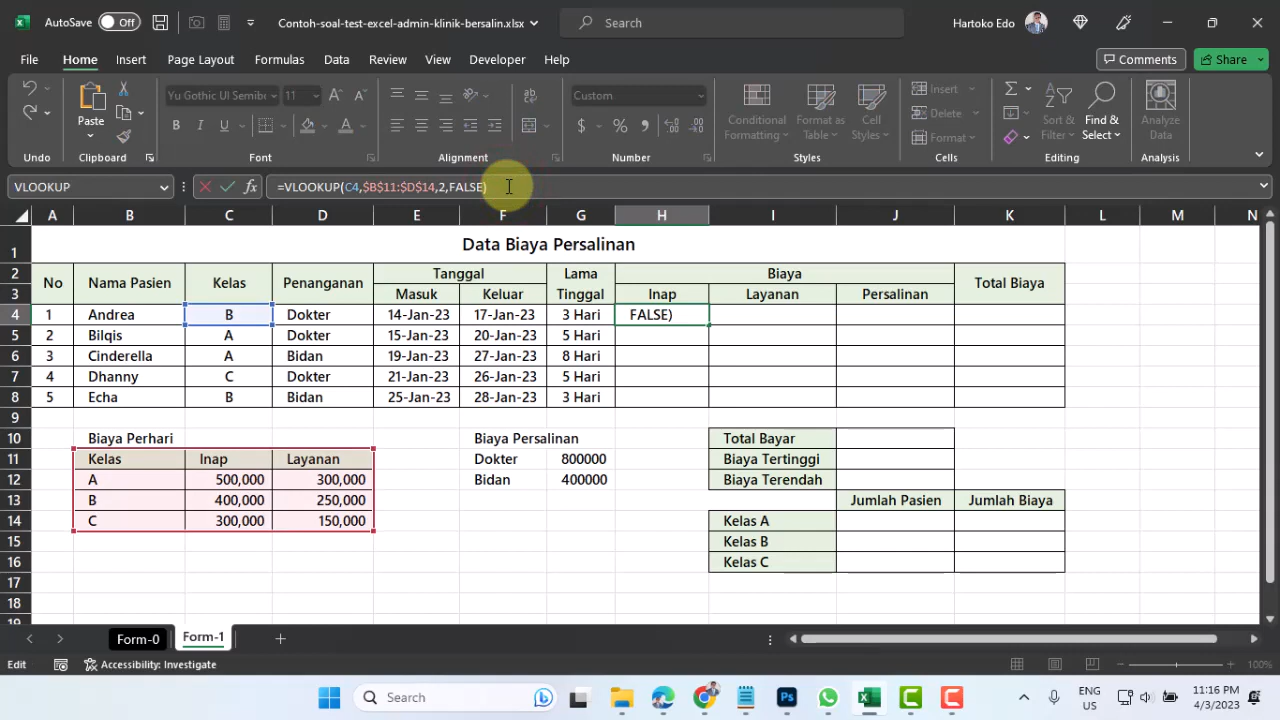 AutoSave Off Contoh-soal-test-excel-admin-klinik-bersalin.xlsx Search Hartoko Edo
File Home Insert Page Layout Formulas Data Review View Developer Help Comments Share
Paste
Yu Gothic UI Semibc 11
B I U
A A A
ab
Custom
$ % ,
Conditional Formatting
Format as Table
Cell Styles
Insert
Delete
Format
Sort & Filter
Find & Select
Analyze Data
Undo Clipboard Font Alignment Number Styles Cells Editing Analysis
VLOOKUP fx =VLOOKUP(C4,$B$11:$D$14,2,FALSE)
A B C D E F G H I J K L M N
1 Data Biaya Persalinan
2 No Nama Pasien Kelas Penanganan Tanggal Lama Biaya Total Biaya
3 Masuk Keluar Tinggal Inap Layanan Persalinan
4 1 Andrea B Dokter 14-Jan-23 17-Jan-23 3 Hari FALSE)
5 2 Bilqis A Dokter 15-Jan-23 20-Jan-23 5 Hari
6 3 Cinderella A Bidan 19-Jan-23 27-Jan-23 8 Hari
7 4 Dhanny C Dokter 21-Jan-23 26-Jan-23 5 Hari
8 5 Echa B Bidan 25-Jan-23 28-Jan-23 3 Hari
9
10 Biaya Perhari Biaya Persalinan Total Bayar
11 Kelas Inap Layanan Dokter 800000 Biaya Tertinggi
12 A 500,000 300,000 Bidan 400000 Biaya Terendah
13 B 400,000 250,000 Jumlah Pasien Jumlah Biaya
14 C 300,000 150,000 Kelas A
15 Kelas B
16 Kelas C
17
18
19
Form-0 Form-1
Edit Accessibility: Investigate 100%
Search ENG US 11:16 PM 4/3/2023